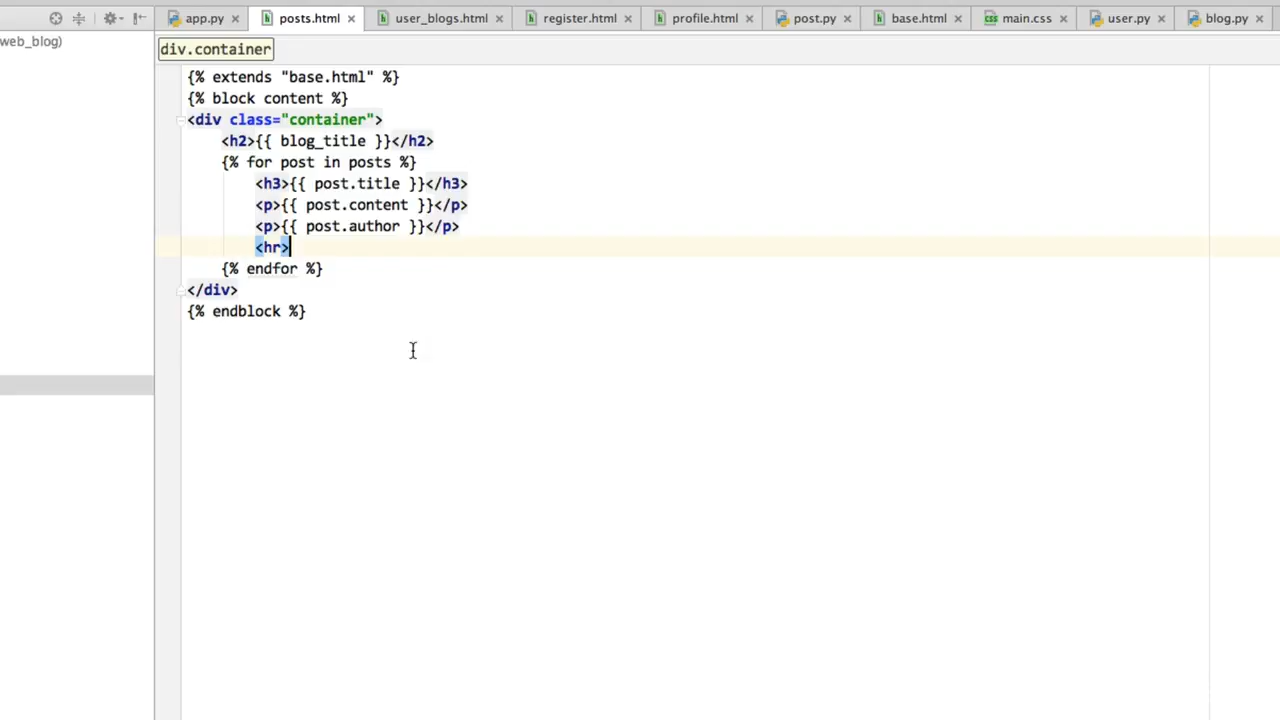 app.py posts.html user_blogs.html register.html profile.html post.py base.html main.css user.py blog.py
web_blog)
div.container
{% extends "base.html" %}
{% block content %}
<div class="container">
<h2>{{ blog_title }}</h2>
{% for post in posts %}
<h3>{{ post.title }}</h3>
<p>{{ post.content }}</p>
<p>{{ post.author }}</p>
<hr>
{% endfor %}
</div>
{% endblock %}